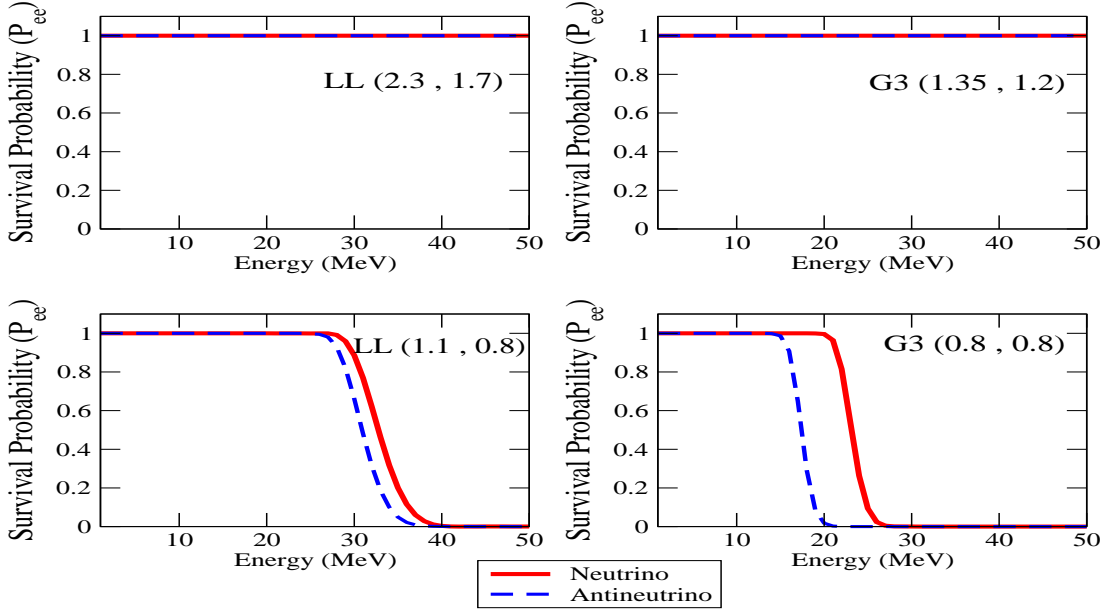 Survival Probability (P_ee)
1
0.8
0.6
0.4
0.2
0
LL (2.3 , 1.7)
10 20 30 40 50
Energy (MeV)
Survival Probability (P_ee)
1
0.8
0.6
0.4
0.2
0
G3 (1.35 , 1.2)
10 20 30 40 50
Energy (MeV)
Survival Probability (P_ee)
1
0.8
0.6
0.4
0.2
0
LL (1.1 , 0.8)
10 20 30 40 50
Energy (MeV)
Survival Probability (P_ee)
1
0.8
0.6
0.4
0.2
0
G3 (0.8 , 0.8)
10 20 30 40 50
Energy (MeV)
Neutrino
Antineutrino